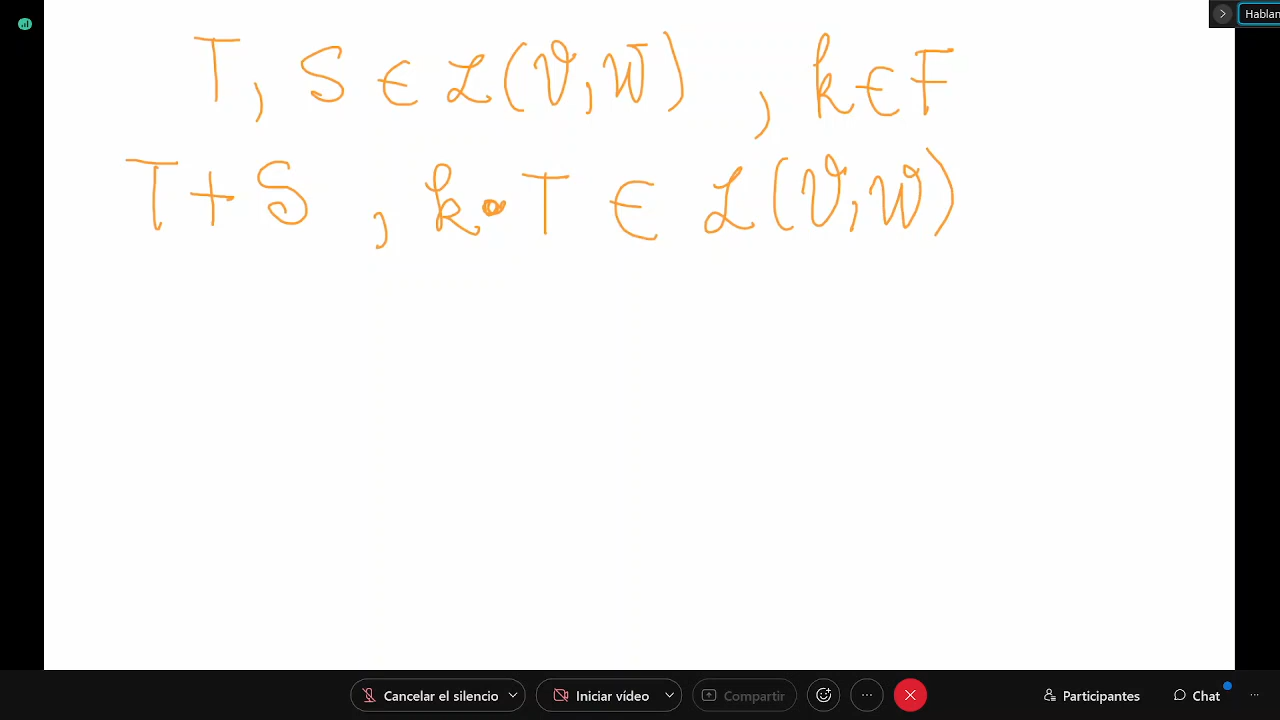 Hablan
T, S ∈ ℒ(V, W) , k ∈ F
T + S , k • T ∈ ℒ(V, W)
Cancelar el silencio Iniciar vídeo Compartir Participantes Chat